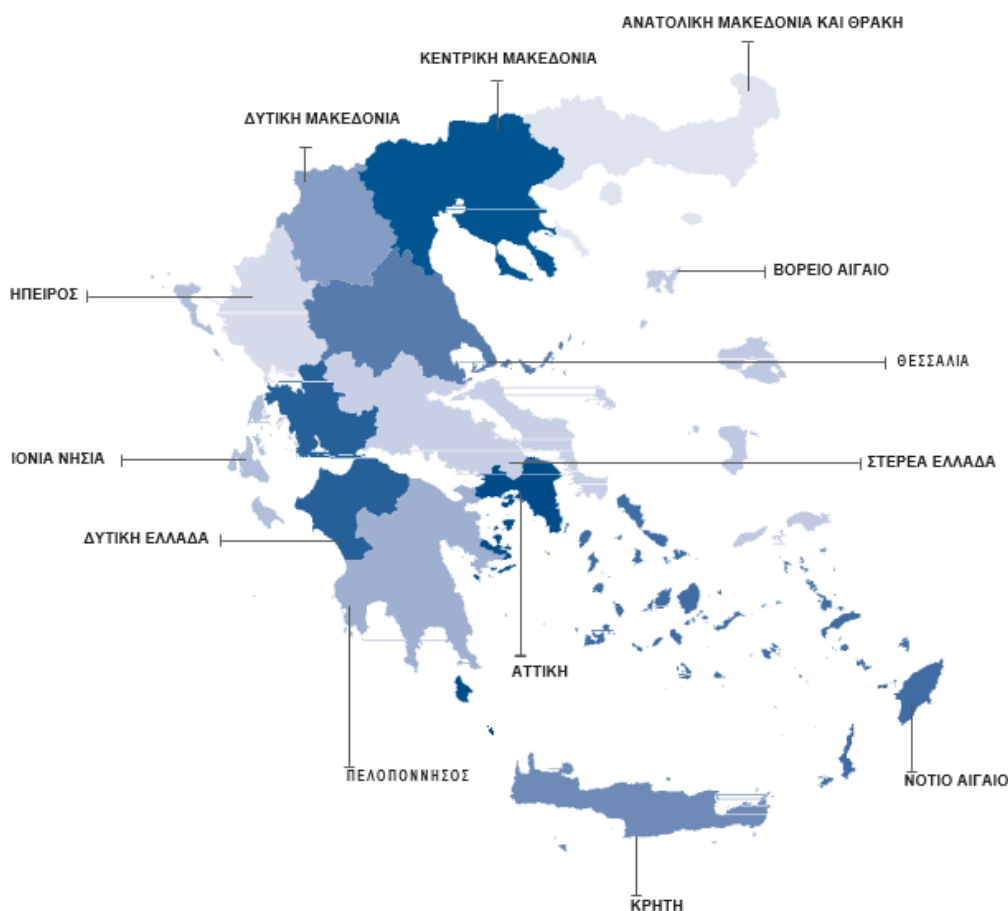 ΑΝΑΤΟΛΙΚΗ ΜΑΚΕΔΟΝΙΑ ΚΑΙ ΘΡΑΚΗ
ΚΕΝΤΡΙΚΗ ΜΑΚΕΔΟΝΙΑ
ΔΥΤΙΚΗ ΜΑΚΕΔΟΝΙΑ
ΒΟΡΕΙΟ ΑΙΓΑΙΟ
ΗΠΕΙΡΟΣ
ΘΕΣΣΑΛΙΑ
ΙΟΝΙΑ ΝΗΣΙΑ
ΣΤΕΡΕΑ ΕΛΛΑΔΑ
ΔΥΤΙΚΗ ΕΛΛΑΔΑ
ΑΤΤΙΚΗ
ΠΕΛΟΠΟΝΝΗΣΟΣ
ΝΟΤΙΟ ΑΙΓΑΙΟ
ΚΡΗΤΗ